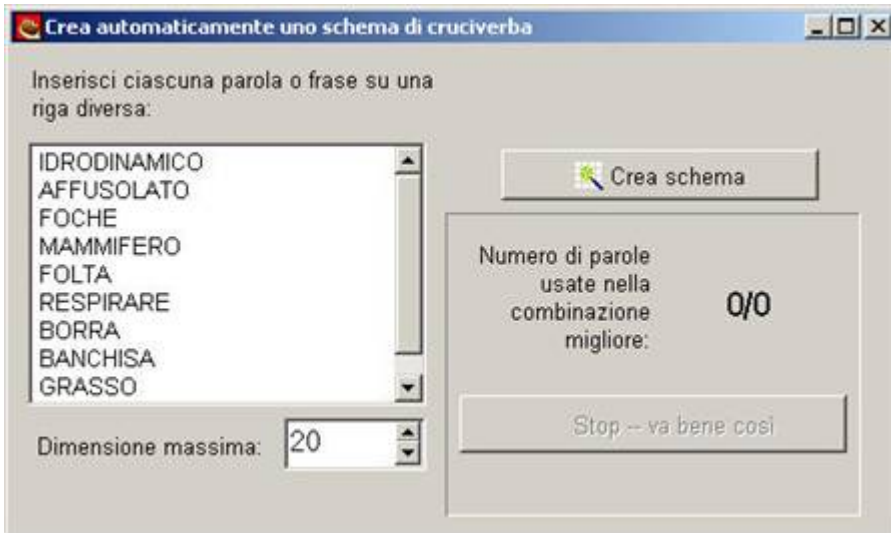 Crea automaticamente uno schema di cruciverba
Inserisci ciascuna parola o frase su una
riga diversa:
IDRODINAMICO
AFFUSOLATO
FOCHE
MAMMIFERO
FOLTA
RESPIRARE
BORRA
BANCHISA
GRASSO
Dimensione massima: 20
Crea schema
Numero di parole
usate nella
combinazione
migliore:
0/0
Stop -- va bene così